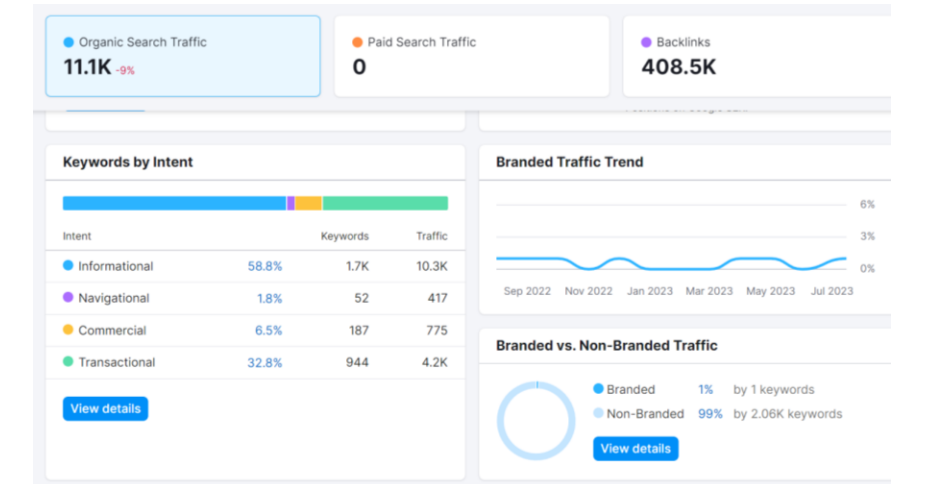 Organic Search Traffic
11.1K -9%
Paid Search Traffic
0
Backlinks
408.5K
Keywords by Intent
Intent Keywords Traffic
Informational 58.8% 1.7K 10.3K
Navigational 1.8% 52 417
Commercial 6.5% 187 775
Transactional 32.8% 944 4.2K
View details
Branded Traffic Trend
6%
3%
0%
Sep 2022 Nov 2022 Jan 2023 Mar 2023 May 2023 Jul 2023
Branded vs. Non-Branded Traffic
Branded 1% by 1 keywords
Non-Branded 99% by 2.06K keywords
View details